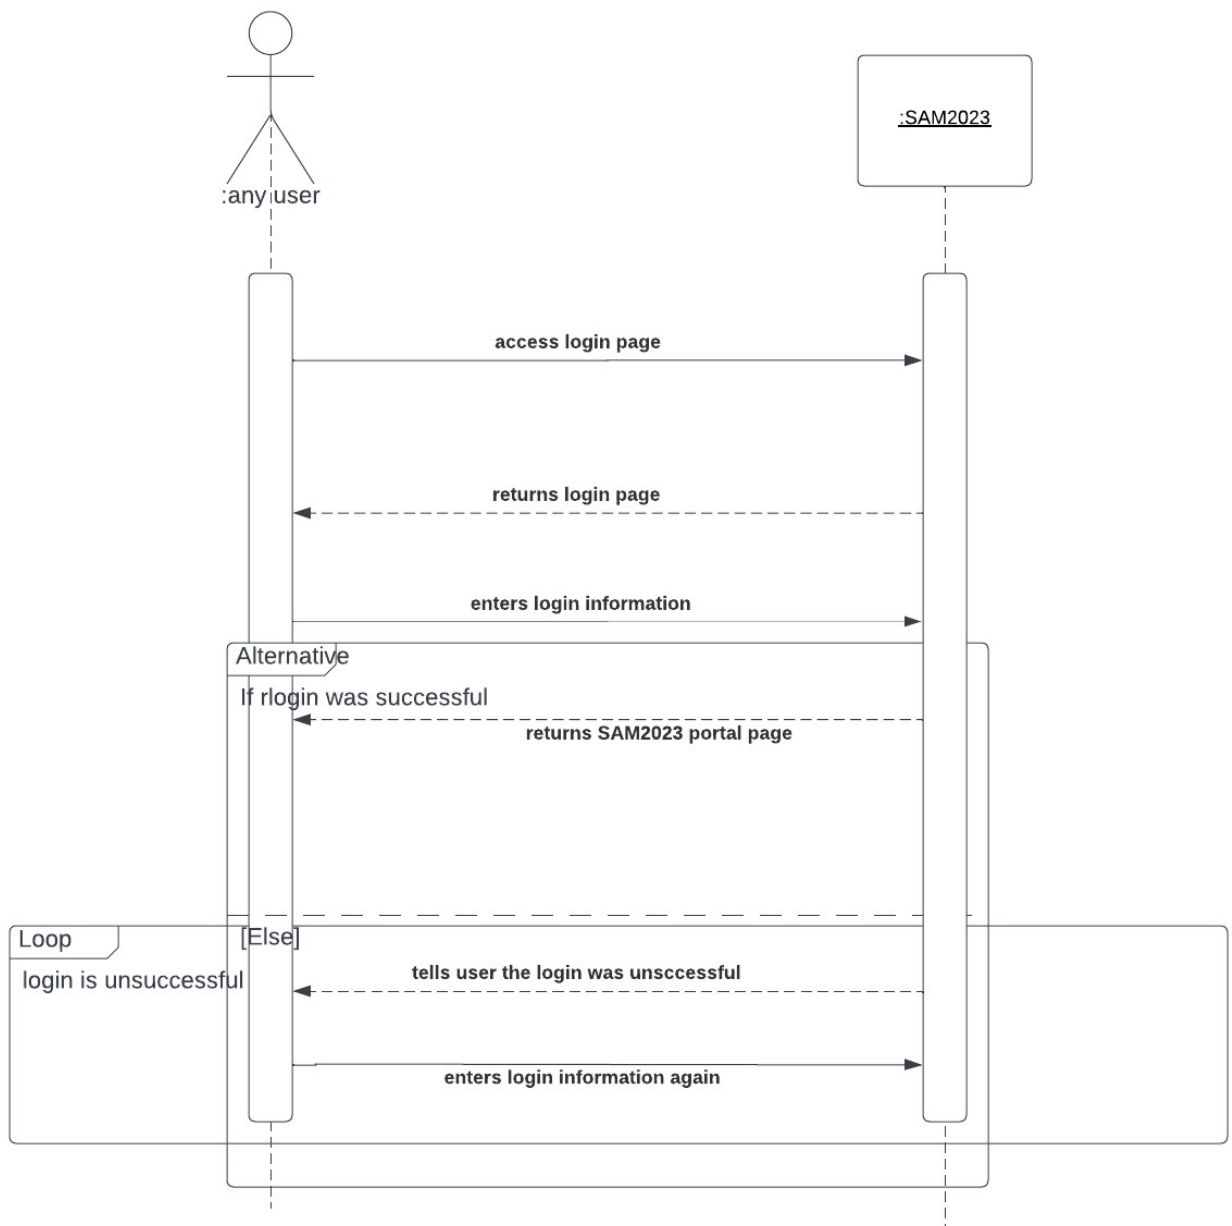 :any user
:SAM2023
access login page
returns login page
enters login information
Alternative
If rlogin was successful
returns SAM2023 portal page
Loop
[Else]
login is unsuccessful
tells user the login was unsccessful
enters login information again